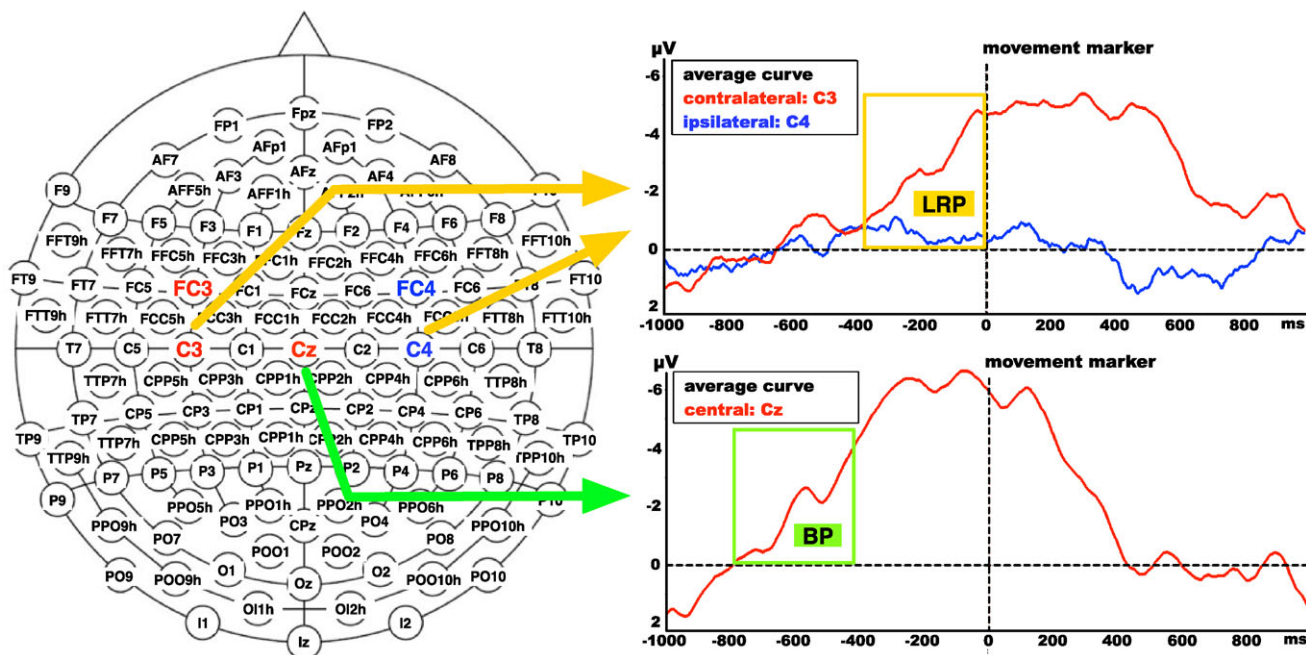 Fpz
FP1 FP2
AFp1 AFp1
AF7 AF3 AFz AF4 AF8
F9 AFF5h AFF1h
F7 F5 F3 F1 Fz F2 F4 F6 F8
FFT9h FFT7h FFC5h FFC3h FFC1h FFC2h FFC4h FFC6h FFT8h FFT10h
FT9 FT7 FC5 FC3 FC1 FCz FC6 FC4 FC6 T8 FT10
FTT9h FTT7h FCC5h FCC3h FCC1h FCC2h FCC4h FTT8h FTT10h
T7 C5 C3 C1 Cz C2 C4 C6 T8
TTP7h CPP5h CPP3h CPP1h CPP2h CPP4h CPP6h TTP8h
TP9 TP7 CP5 CP3 CP1 CP2 CP4 CP6 TP8 TP10
TTP9h TTP7h CPP5h CPP3h CPP1h CPP2h CPP4h CPP6h TPP8h TPP10h
P9 P7 P5 P3 P1 Pz P2 P4 P6 P8 P10
PPO9h PPO5h PPO1h PPO2h PPO6h PPO10h
PO9 PO7 PO3 CPz PO4 PO8 PO10
POO9h POO1 POO2 POO10h
O1 Oz O2
OI1h OI2h
I1 Iz I2
µV
movement marker
average curve
contralateral: C3
ipsilateral: C4
LRP
-6
-4
-2
0
2
-1000 -800 -600 -400 -200 0 200 400 600 800 ms
µV
movement marker
average curve
central: Cz
BP
-6
-4
-2
0
2
-1000 -800 -600 -400 -200 0 200 400 600 800 ms